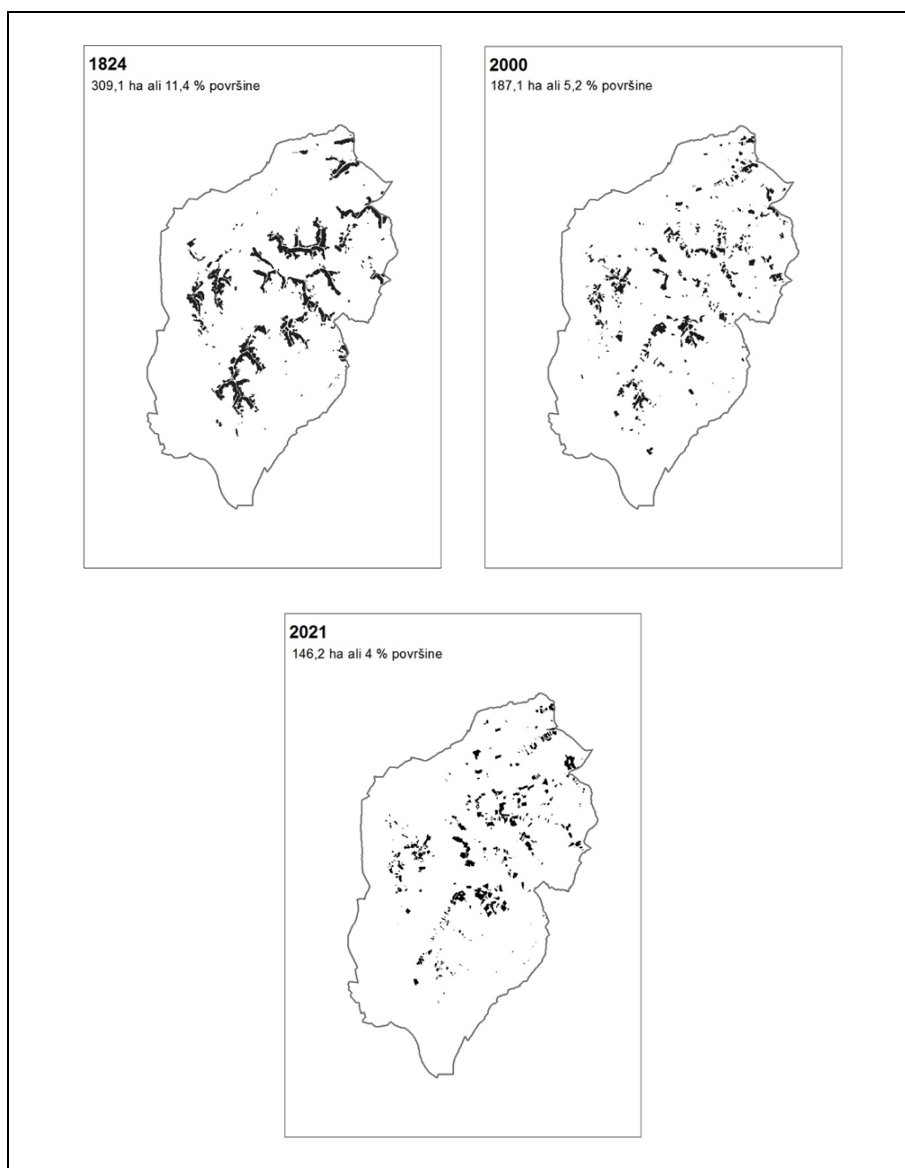 1824
309,1 ha ali 11,4 % površine
2000
187,1 ha ali 5,2 % površine
2021
146,2 ha ali 4 % površine